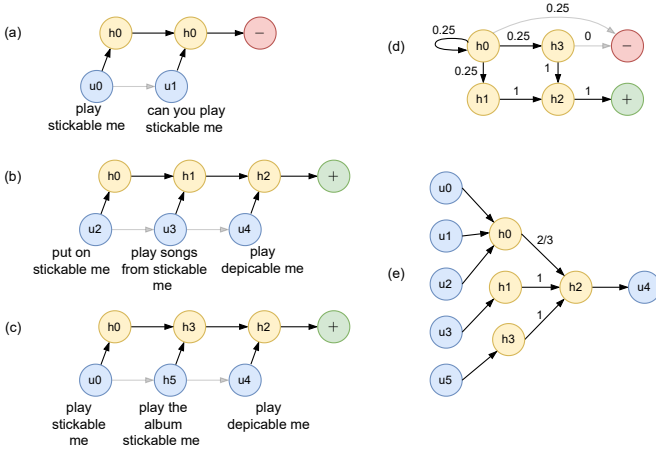 (a)
h0
h0
−
u0
u1
play
stickable me
can you play
stickable me
(b)
h0
h1
h2
+
u2
u3
u4
put on
stickable me
play songs
from stickable
me
play
depicable me
(c)
h0
h3
h2
+
u0
h5
u4
play
stickable
me
play the
album
stickable me
play
depicable me
(d)
0.25
0.25
h0
0.25
h3
0
−
0.25
1
h1
1
h2
1
+
(e)
u0
u1
h0
2/3
u2
h1
1
h2
u4
u3
1
h3
u5